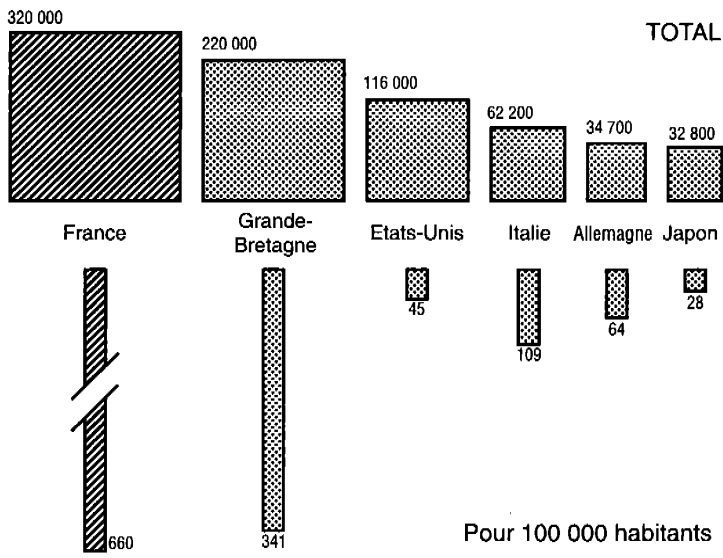 320 000
220 000
116 000
62 200
34 700
32 800
TOTAL
France
Grande-
Bretagne
Etats-Unis
Italie
Allemagne
Japon
660
341
45
109
64
28
Pour 100 000 habitants